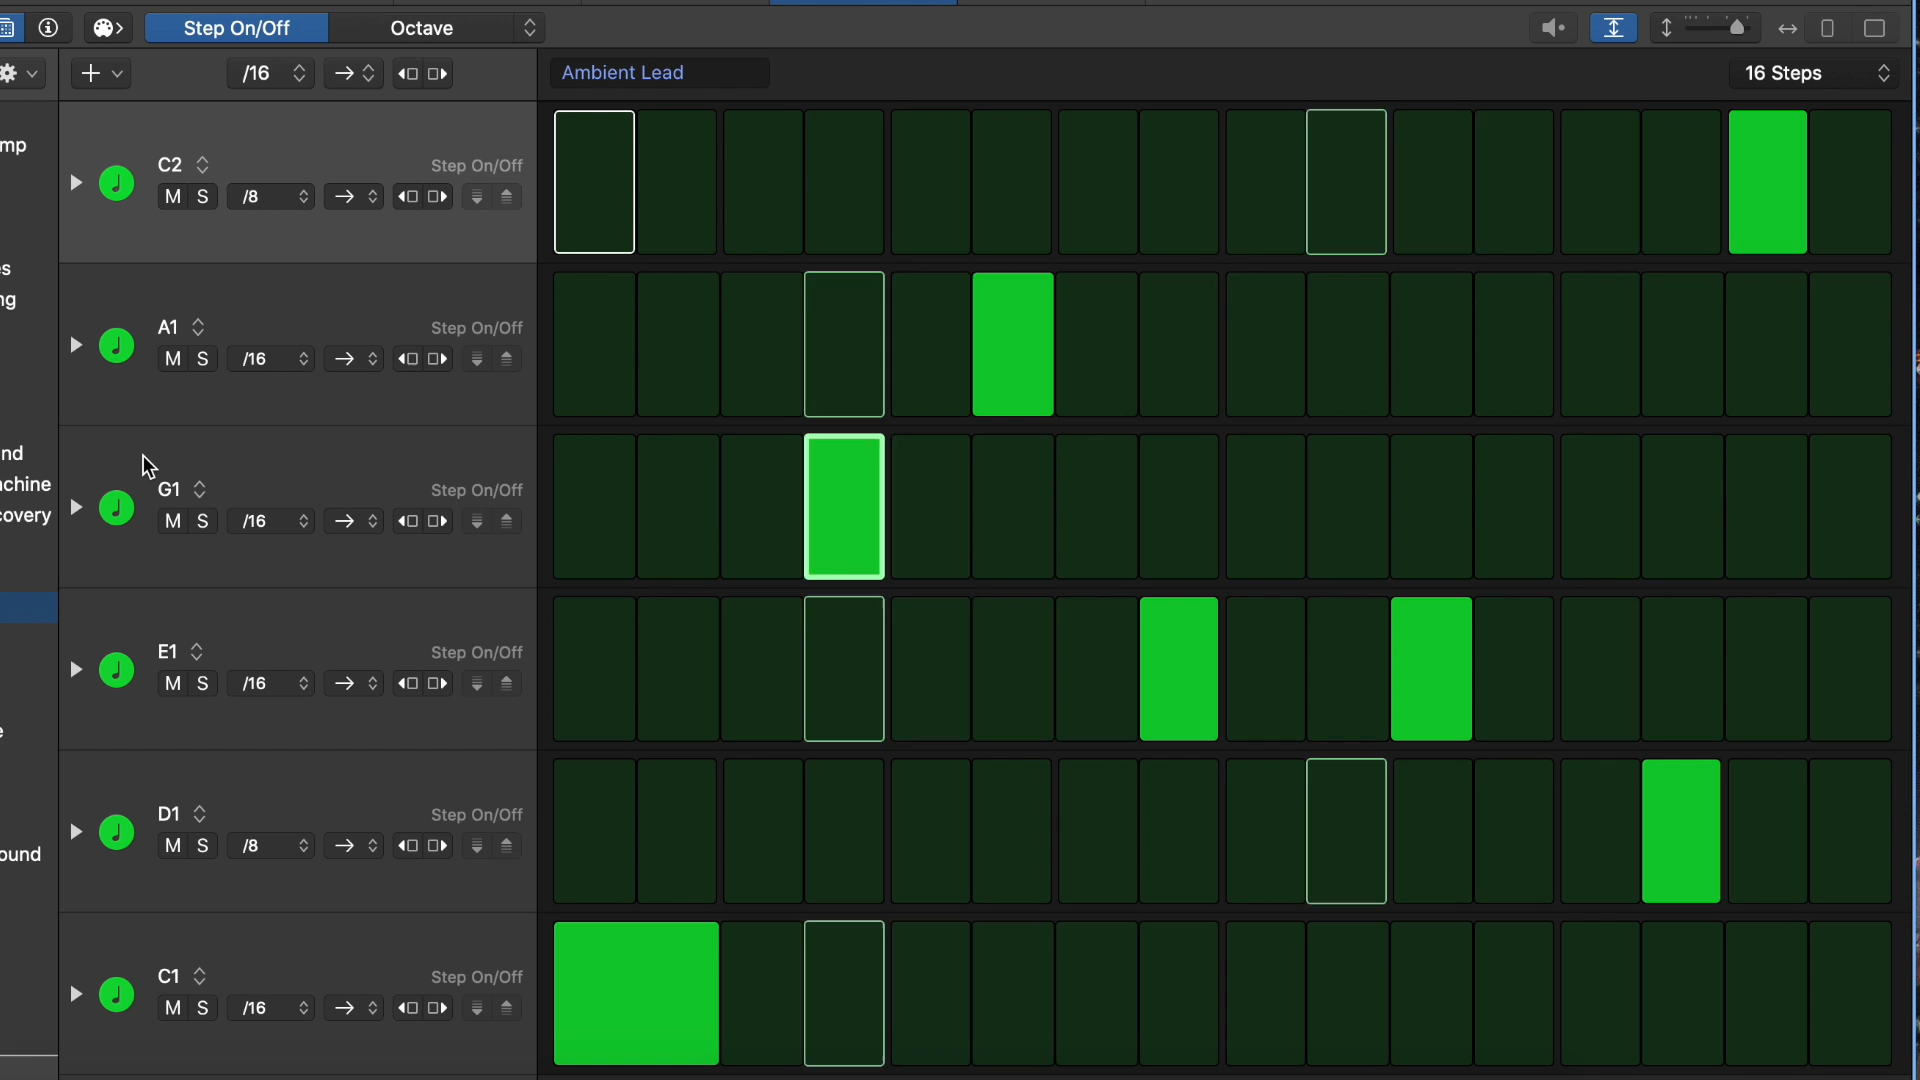 Step On/Off Octave
/16 Ambient Lead 16 Steps
mp
C2 Step On/Off
M S /8
s
ng
A1 Step On/Off
M S /16
nd
achine
covery
G1 Step On/Off
M S /16
E1 Step On/Off
M S /16
e
D1 Step On/Off
M S /8
ound
C1 Step On/Off
M S /16